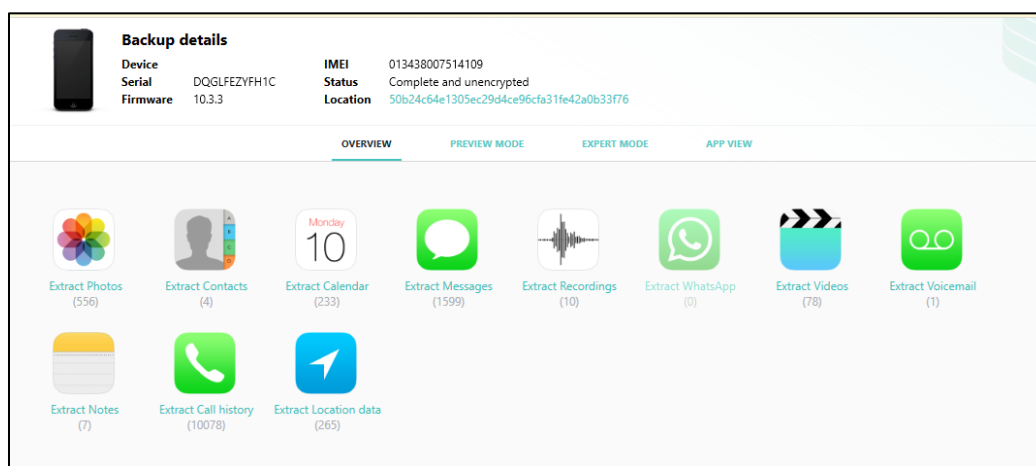 Backup details
Device
Serial DQGLFEZYFH1C
Firmware 10.3.3
IMEI 013438007514109
Status Complete and unencrypted
Location 50b24c64e1305ec29d4ce96cfa31fe42a0b33f76
OVERVIEW PREVIEW MODE EXPERT MODE APP VIEW
A
B
C
D
Monday
10
Extract Photos Extract Contacts Extract Calendar Extract Messages Extract Recordings Extract WhatsApp Extract Videos Extract Voicemail
(556) (4) (233) (1599) (10) (0) (78) (1)
Extract Notes Extract Call history Extract Location data
(7) (10078) (265)